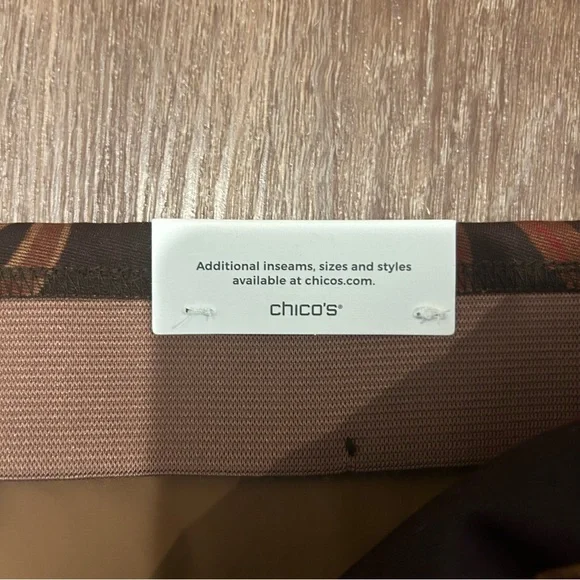 Additional inseams, sizes and styles
available at chicos.com.
chico's®